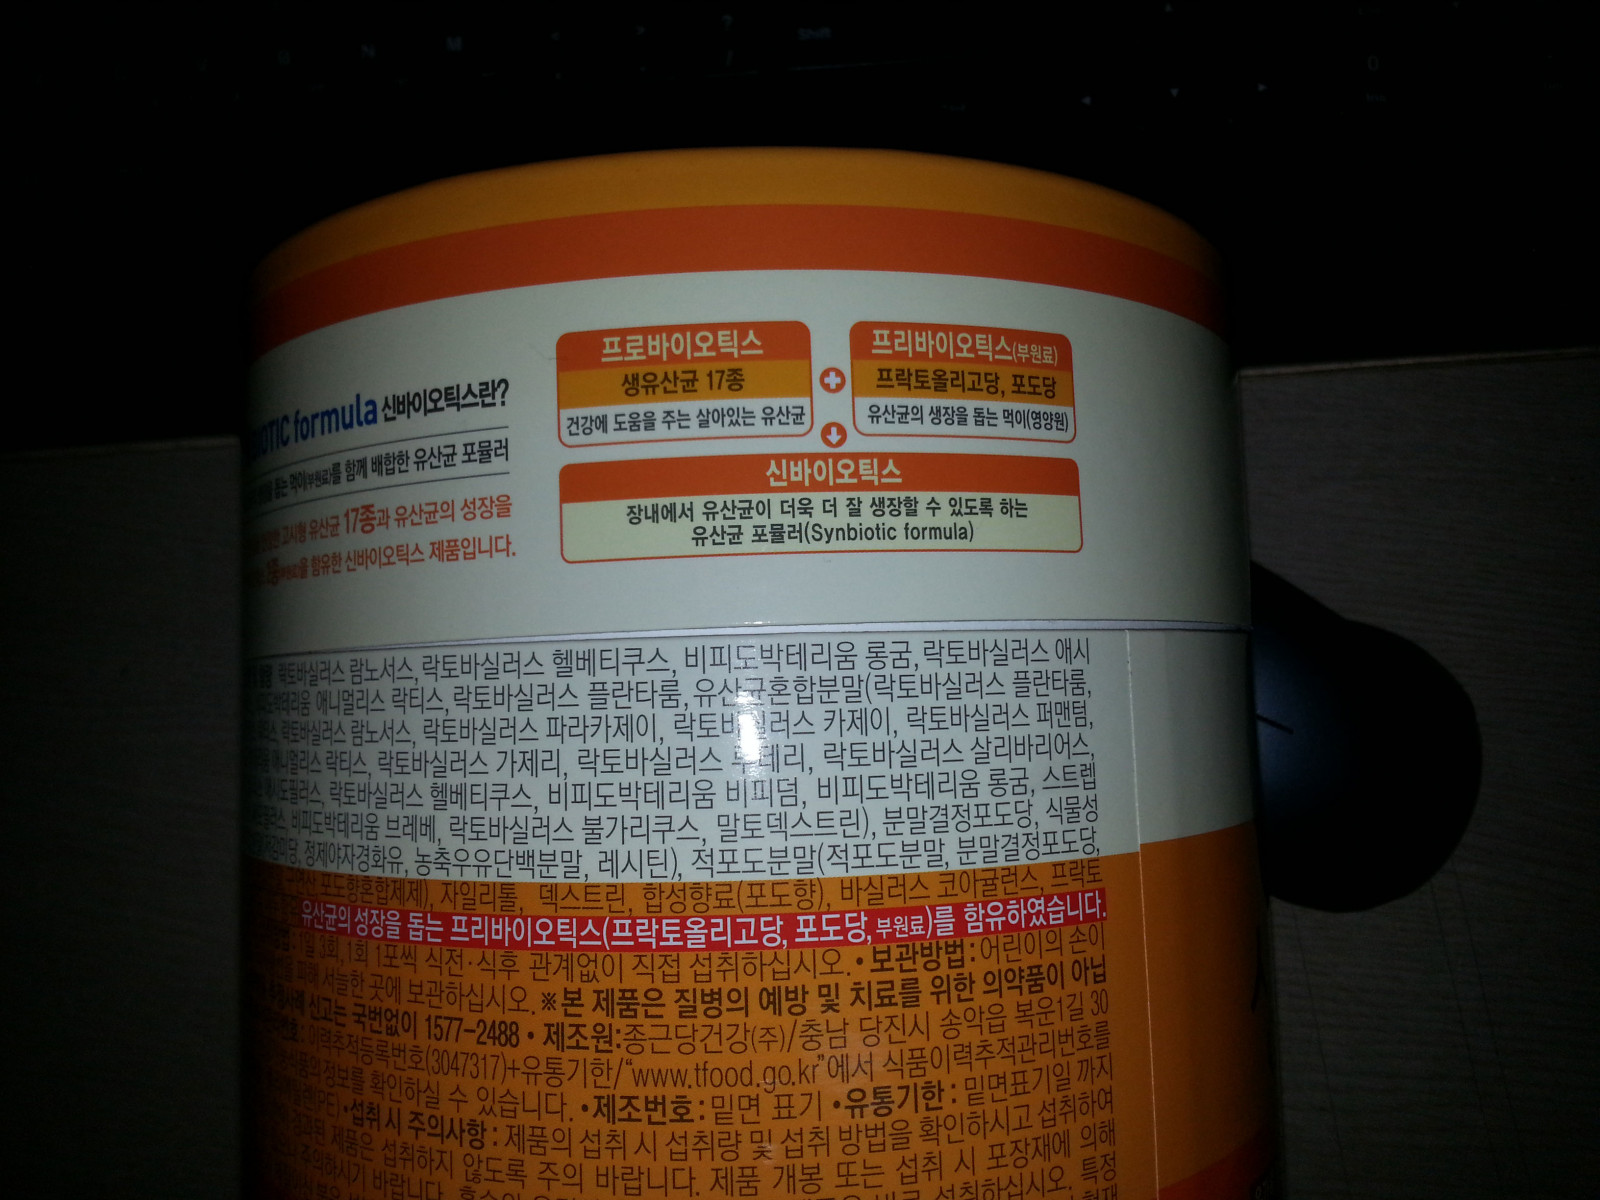 N M ? / Shift
프로바이오틱스
생유산균 17종
건강에 도움을 주는 살아있는 유산균
프리바이오틱스(부원료)
프락토올리고당, 포도당
유산균의 생장을 돕는 먹이(영양원)
신바이오틱스
장내에서 유산균이 더욱 더 잘 생장할 수 있도록 하는
유산균 포뮬러(Synbiotic formula)
formula 신바이오틱스란?
돕는 먹이(부원료)를 함께 배합한 유산균 포뮬러
고시형 유산균 17종과 유산균의 성장을
함유한 신바이오틱스 제품입니다.
락토바실러스 람노서스, 락토바실러스 헬베티쿠스, 비피도박테리움 롱굼, 락토바실러스 애시
애니멀리스 락티스, 락토바실러스 플란타룸, 유산균혼합분말(락토바실러스 플란타룸,
락토바실러스 람노서스, 락토바실러스 파라카제이, 락토바실러스 카제이, 락토바실러스 퍼맨텀,
애니멀리스 락티스, 락토바실러스 가제리, 락토바실러스 루테리, 락토바실러스 살리바리어스,
락토바실러스 헬베티쿠스, 비피도박테리움 비피덤, 비피도박테리움 롱굼, 스트렙
비피도박테리움 브레베, 락토바실러스 불가리쿠스, 말토덱스트린), 분말결정포도당, 식물성
정제야자경화유, 농축우유단백분말, 레시틴), 적포도분말(적포도분말, 분말결정포도당,
포도향혼합제제), 자일리톨, 덱스트린, 합성향료(포도향), 바실러스 코아귤런스, 프락토
유산균의 성장을 돕는 프리바이오틱스(프락토올리고당, 포도당, 부원료)를 함유하였습니다.
1일 3회, 1회 1포씩 식전·식후 관계없이 직접 섭취하십시오. •보관방법: 어린이의 손이
피해 서늘한 곳에 보관하십시오. ※본 제품은 질병의 예방 및 치료를 위한 의약품이 아닙
신고는 국번없이 1577-2488 • 제조원:종근당건강(주)/충남 당진시 송악읍 복운1길 30
이력추적등록번호(3047317)+유통기한/“www.tfood.go.kr”에서 식품이력추적관리번호를
정보를 확인하실 수 있습니다. •제조번호:밑면 표기 •유통기한: 밑면표기일 까지
(PE) •섭취 시 주의사항: 제품의 섭취 시 섭취량 및 섭취 방법을 확인하시고 섭취하여
제품은 섭취하지 않도록 주의 바랍니다. 제품 개봉 또는 섭취 시 포장재에 의해
주의하시기 바랍니다. 섭취하십시오. 특정